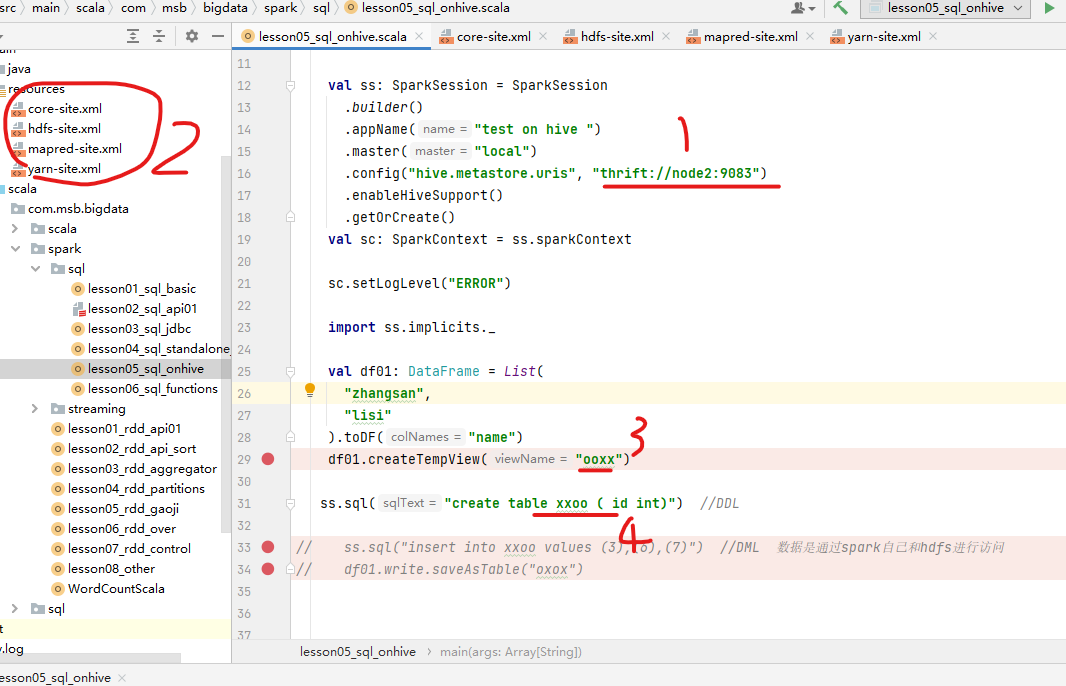 src › main › scala › com › msb › bigdata › spark › sql › lesson05_sql_onhive.scala
lesson05_sql_onhive
lesson05_sql_onhive.scala × core-site.xml × hdfs-site.xml × mapred-site.xml × yarn-site.xml ×
java
resources
core-site.xml
hdfs-site.xml
mapred-site.xml
yarn-site.xml
2
scala
com.msb.bigdata
scala
spark
sql
lesson01_sql_basic
lesson02_sql_api01
lesson03_sql_jdbc
lesson04_sql_standalone_
lesson05_sql_onhive
lesson06_sql_functions
streaming
lesson01_rdd_api01
lesson02_rdd_api_sort
lesson03_rdd_aggregator
lesson04_rdd_partitions
lesson05_rdd_gaoji
lesson06_rdd_over
lesson07_rdd_control
lesson08_other
WordCountScala
sql
t
.log
11
12 val ss: SparkSession = SparkSession
13 .builder()
14 .appName( name = "test on hive ")
15 .master( master = "local")
1
16 .config("hive.metastore.uris", "thrift://node2:9083")
17 .enableHiveSupport()
18 .getOrCreate()
19 val sc: SparkContext = ss.sparkContext
20
21 sc.setLogLevel("ERROR")
22
23 import ss.implicits._
24
25 val df01: DataFrame = List(
26 "zhangsan",
27 "lisi"
28 ).toDF( colNames = "name")
3
29 df01.createTempView( viewName = "ooxx")
30
31 ss.sql( sqlText = "create table xxoo ( id int)") //DDL
32
4
33 // ss.sql("insert into xxoo values (3),(6),(7)") //DML 数据是通过spark自己和hdfs进行访问
34 // df01.write.saveAsTable("oxox")
35
36
37
lesson05_sql_onhive › main(args: Array[String])
esson05_sql_onhive ×